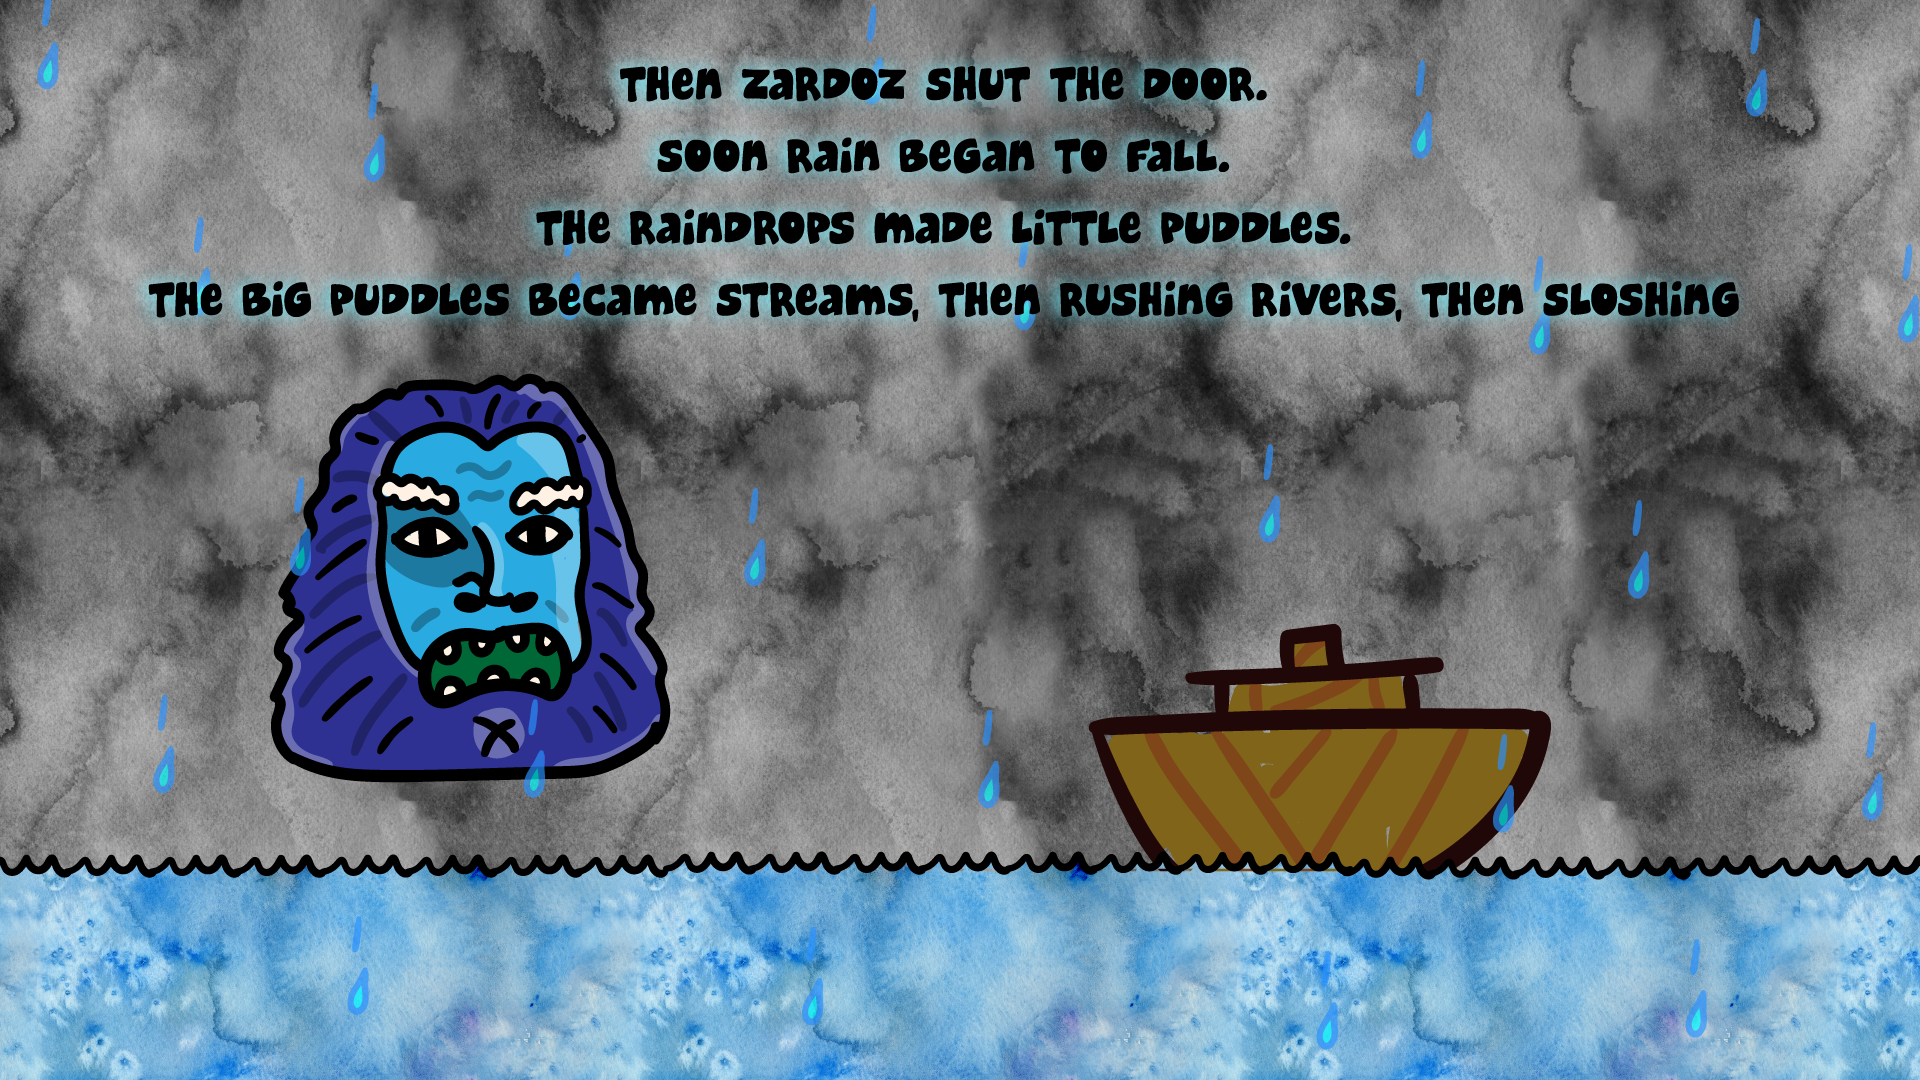 THEN ZARDOZ SHUT THE DOOR.
SOON RAIN BEGAN TO FALL.
THE RAINDROPS MADE LITTLE PUDDLES.
THE BIG PUDDLES BECAME STREAMS, THEN RUSHING RIVERS, THEN SLOSHING